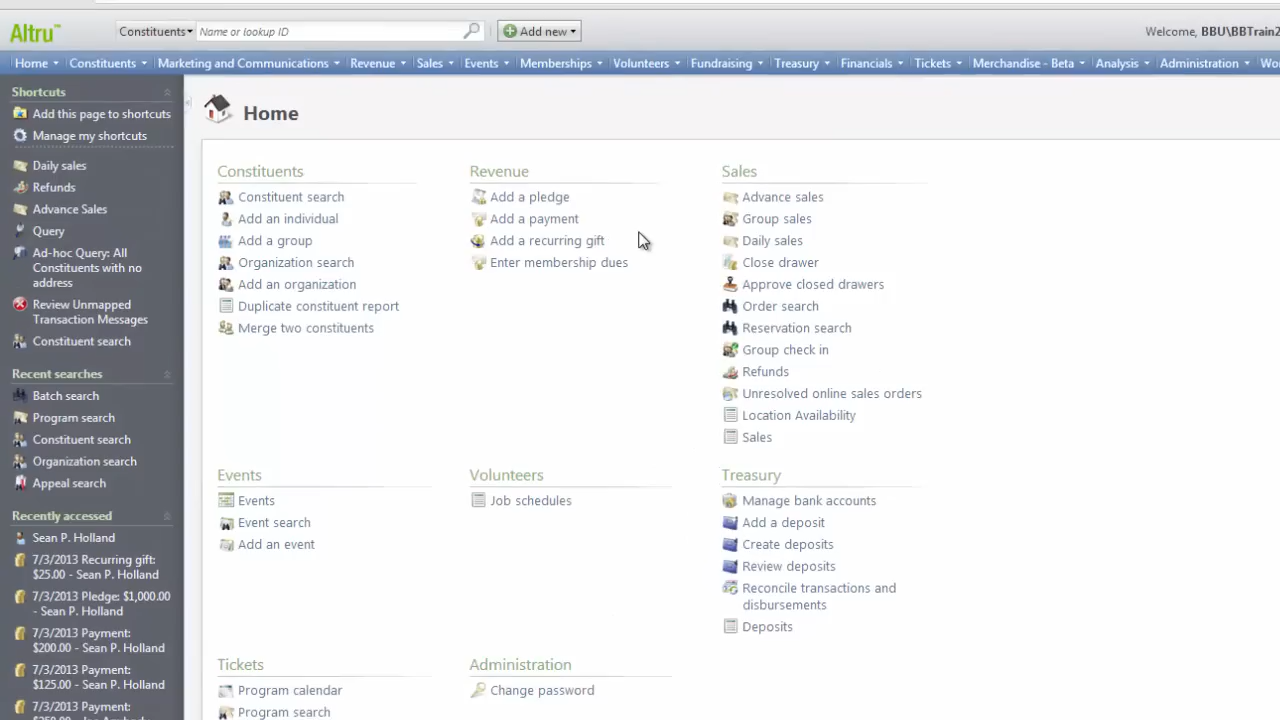 Altru™
Constituents
Name or lookup ID
Add new
Welcome, BBU\BBTrain2
Home
Constituents
Marketing and Communications
Revenue
Sales
Events
Memberships
Volunteers
Fundraising
Treasury
Financials
Tickets
Merchandise - Beta
Analysis
Administration
Wo
Shortcuts
Add this page to shortcuts
Manage my shortcuts
Daily sales
Refunds
Advance Sales
Query
Ad-hoc Query: All
Constituents with no
address
Review Unmapped
Transaction Messages
Constituent search
Recent searches
Batch search
Program search
Constituent search
Organization search
Appeal search
Recently accessed
Sean P. Holland
7/3/2013 Recurring gift:
$25.00 - Sean P. Holland
7/3/2013 Pledge: $1,000.00
- Sean P. Holland
7/3/2013 Payment:
$200.00 - Sean P. Holland
7/3/2013 Payment:
$125.00 - Sean P. Holland
7/3/2013 Payment:
Home
Constituents
Constituent search
Add an individual
Add a group
Organization search
Add an organization
Duplicate constituent report
Merge two constituents
Revenue
Add a pledge
Add a payment
Add a recurring gift
Enter membership dues
Sales
Advance sales
Group sales
Daily sales
Close drawer
Approve closed drawers
Order search
Reservation search
Group check in
Refunds
Unresolved online sales orders
Location Availability
Sales
Events
Events
Event search
Add an event
Volunteers
Job schedules
Treasury
Manage bank accounts
Add a deposit
Create deposits
Review deposits
Reconcile transactions and
disbursements
Deposits
Tickets
Program calendar
Program search
Administration
Change password